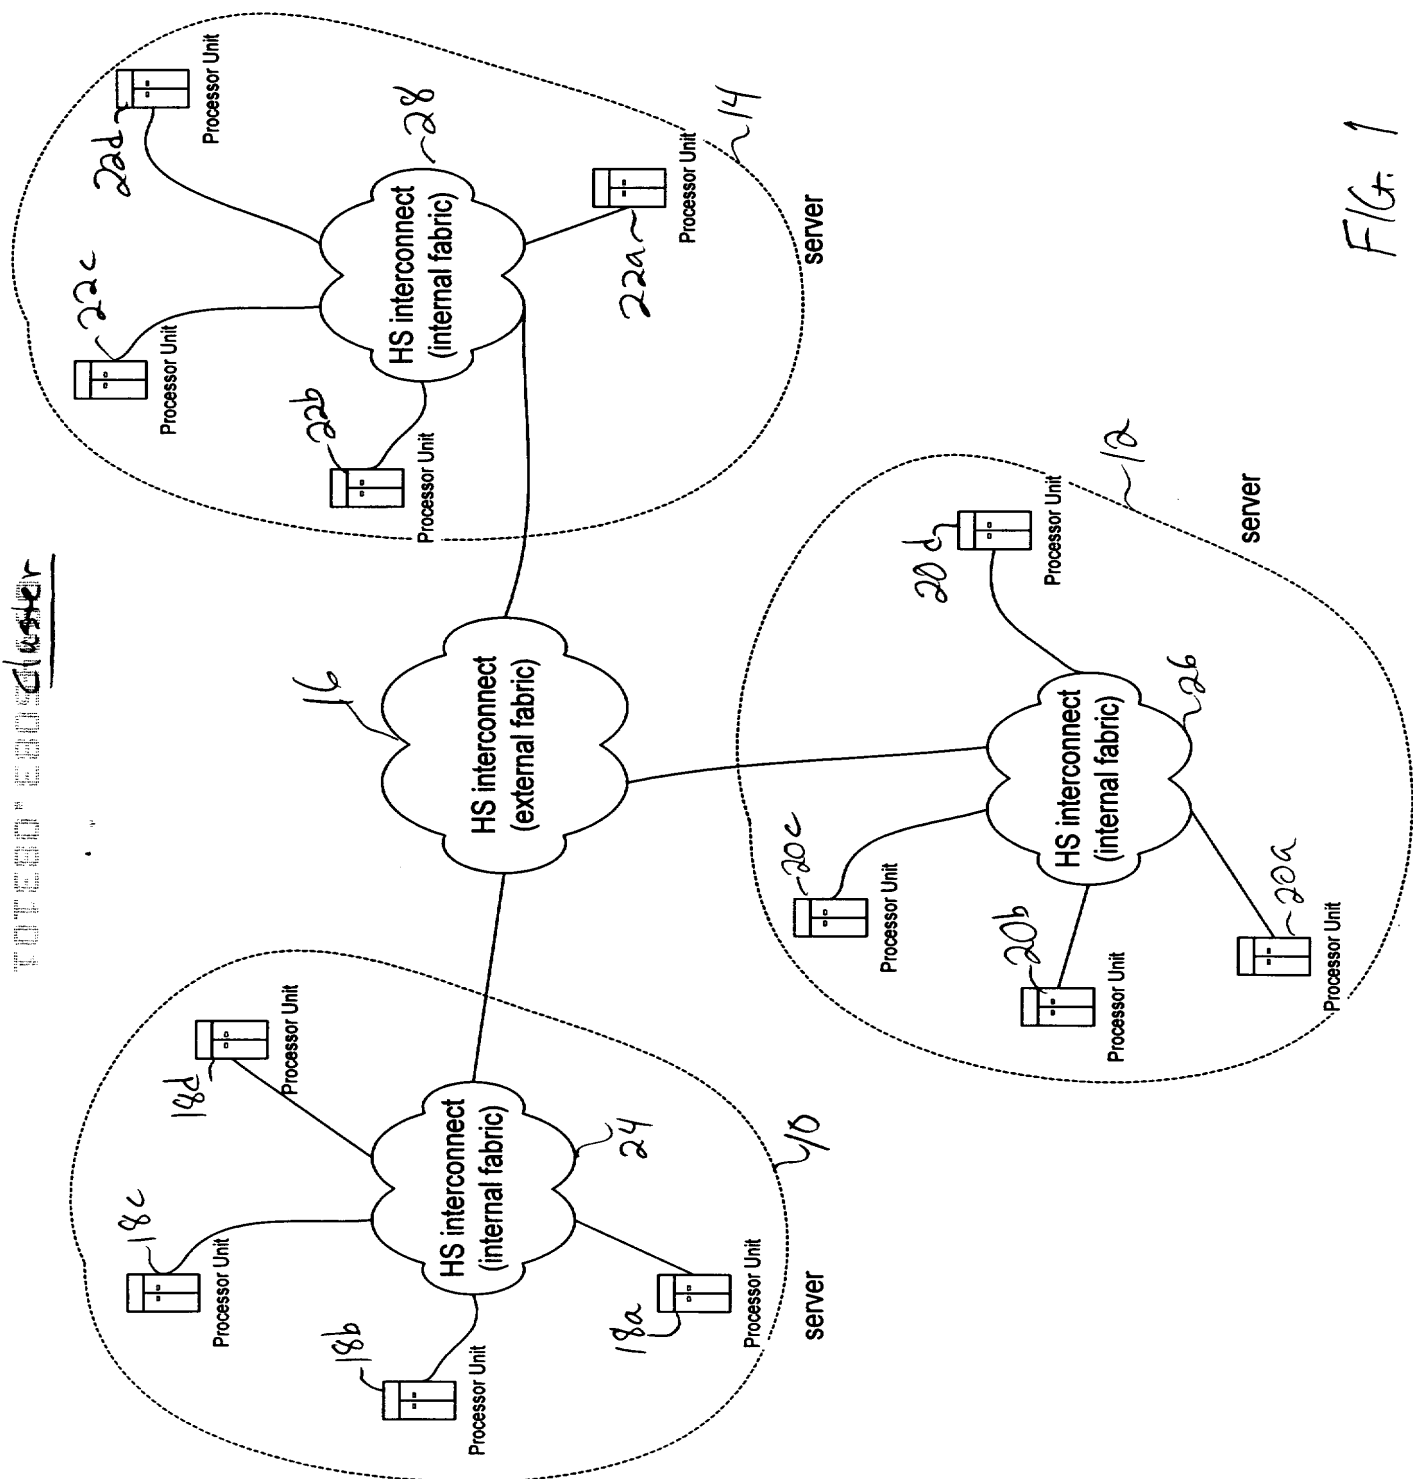 Cluster
18d
Processor Unit
18c
Processor Unit
18b
Processor Unit
HS interconnect
(internal fabric)
24
18a
Processor Unit
10
server
16
HS interconnect
(external fabric)
22d
Processor Unit
22c
Processor Unit
22b
Processor Unit
HS interconnect
(internal fabric)
28
22a
Processor Unit
14
server
20d
Processor Unit
20c
Processor Unit
20b
Processor Unit
HS interconnect
(internal fabric)
26
20a
Processor Unit
12
server
FIG. 1